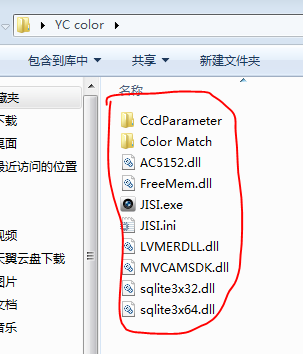 YC color
包含到库中
共享
新建文件夹
名称
藏夹
下载
桌面
最近访问的位置
视频
天翼云盘下载
图片
文档
音乐
CcdParameter
Color Match
AC5152.dll
FreeMem.dll
JISI.exe
JISI.ini
LVMERDLL.dll
MVCAMSDK.dll
sqlite3x32.dll
sqlite3x64.dll